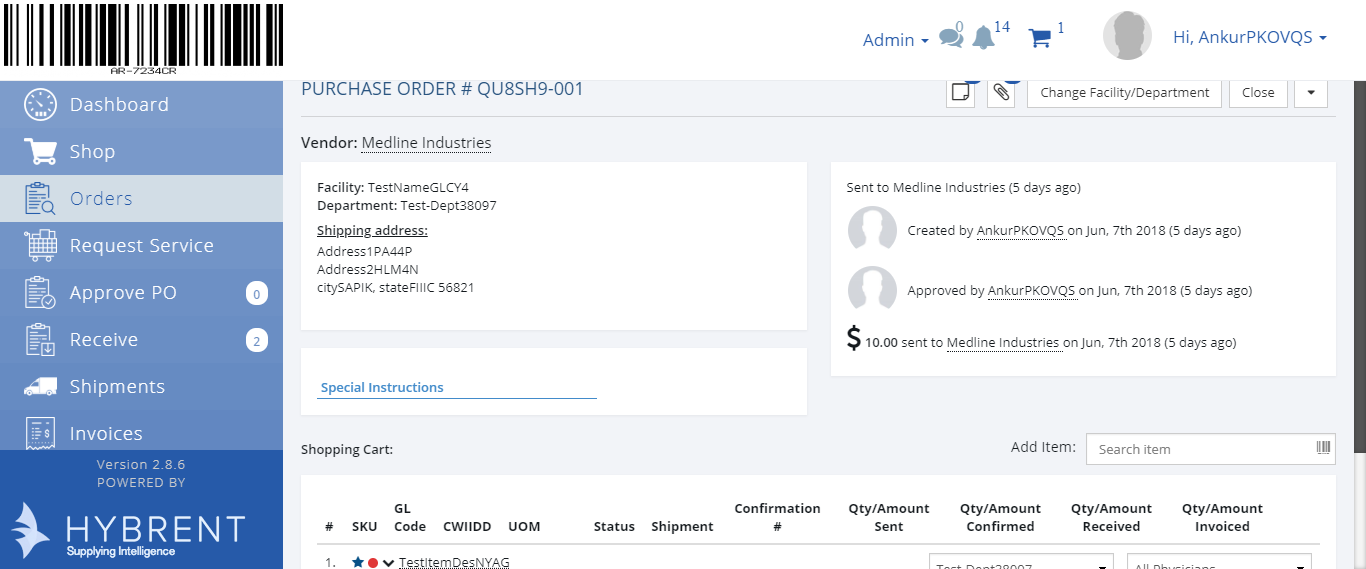 AR-7234CR
Admin
0
14
1
Hi, AnkurPKOVQS
Dashboard
Shop
Orders
Request Service
Approve PO 0
Receive 2
Shipments
Invoices
Version 2.8.6
POWERED BY
HYBRENT
Supplying Intelligence
PURCHASE ORDER # QU8SH9-001
Change Facility/Department
Close
Vendor: Medline Industries
Facility: TestNameGLCY4
Department: Test-Dept38097
Shipping address:
Address1PA44P
Address2HLM4N
citySAPIK, stateFIIIC 56821
Special Instructions
Sent to Medline Industries (5 days ago)
Created by AnkurPKOVQS on Jun, 7th 2018 (5 days ago)
Approved by AnkurPKOVQS on Jun, 7th 2018 (5 days ago)
$ 10.00 sent to Medline Industries on Jun, 7th 2018 (5 days ago)
Shopping Cart:
Add Item: Search item
# SKU GL Code CWIIDD UOM Status Shipment Confirmation # Qty/Amount Sent Qty/Amount Confirmed Qty/Amount Received Qty/Amount Invoiced
1. TestItemDesNYAG Test-Dept38097 All Physicians